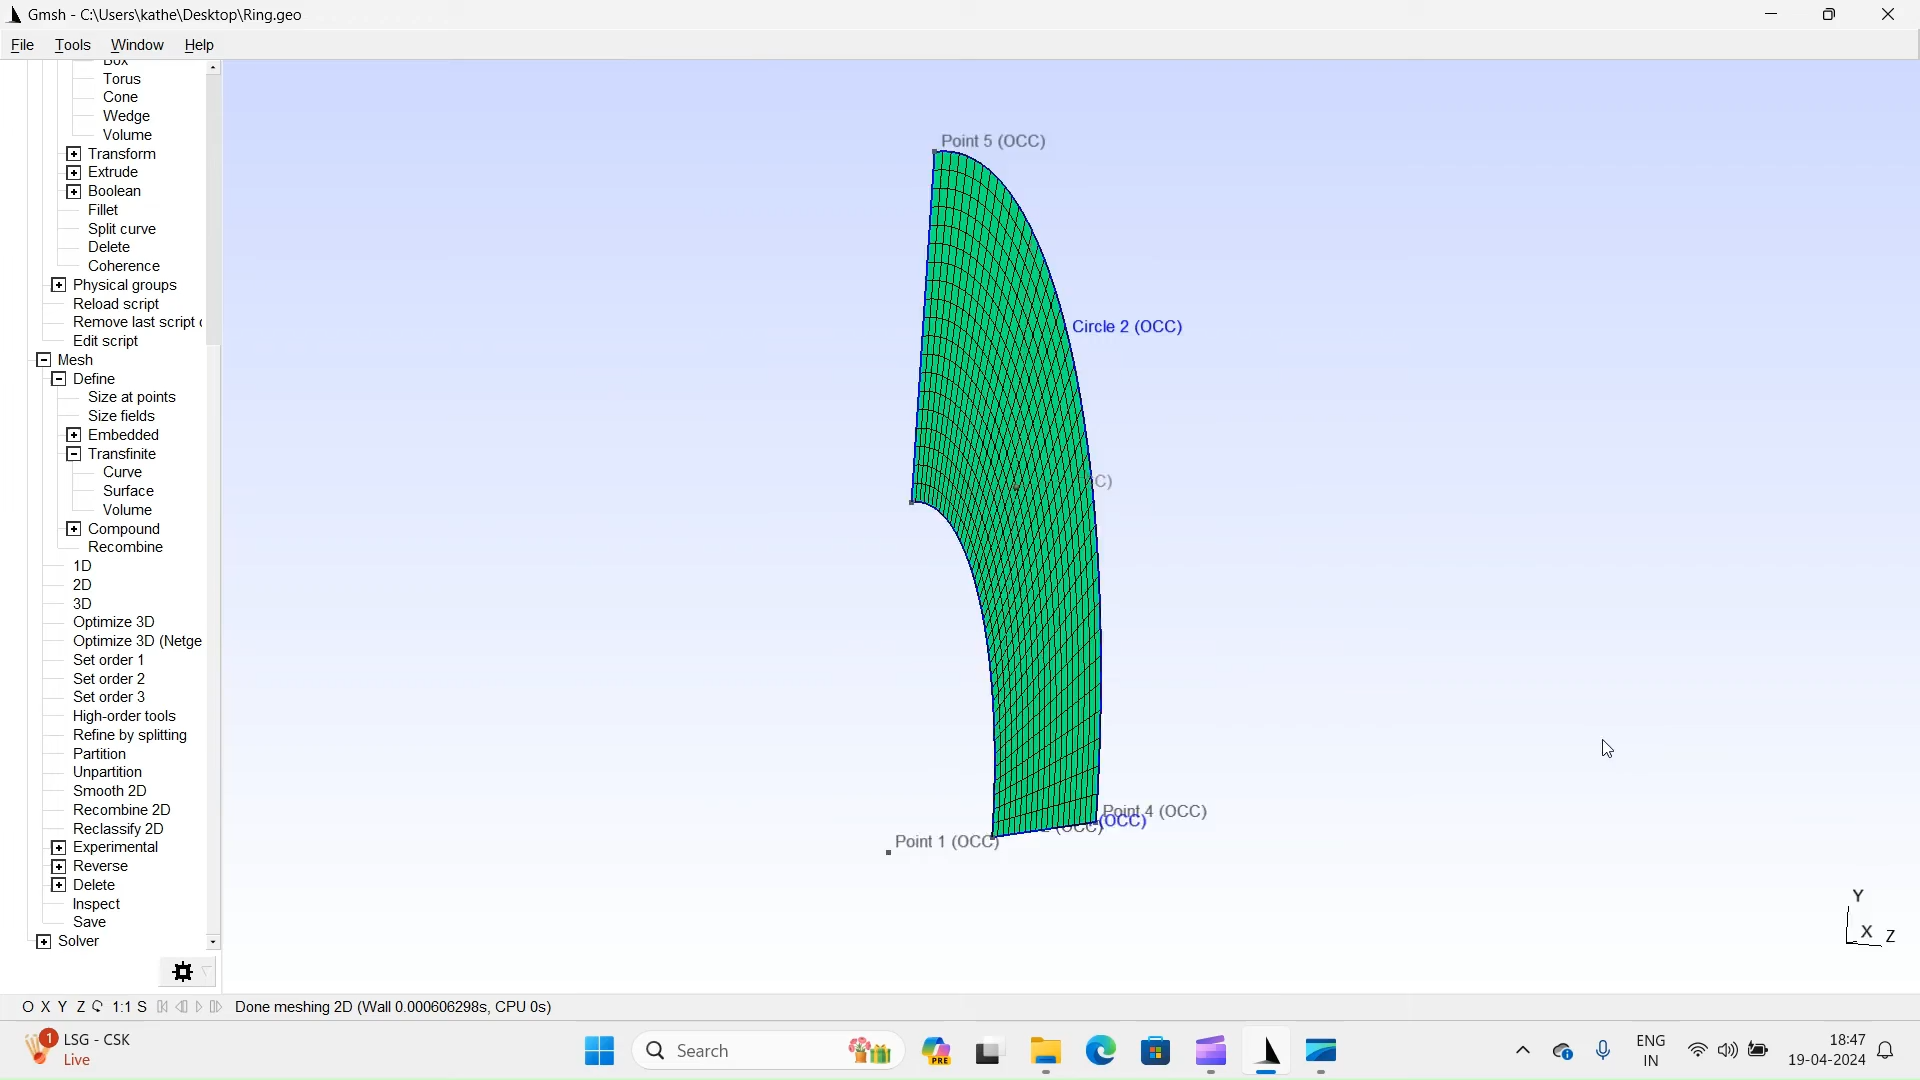 Gmsh - C:\Users\kathe\Desktop\Ring.geo
File Tools Window Help
Box
Torus
Cone
Wedge
Volume
Transform
Extrude
Boolean
Fillet
Split curve
Delete
Coherence
Physical groups
Reload script
Remove last script c
Edit script
Mesh
Define
Size at points
Size fields
Embedded
Transfinite
Curve
Surface
Volume
Compound
Recombine
1D
2D
3D
Optimize 3D
Optimize 3D (Netge
Set order 1
Set order 2
Set order 3
High-order tools
Refine by splitting
Partition
Unpartition
Smooth 2D
Recombine 2D
Reclassify 2D
Experimental
Reverse
Delete
Inspect
Save
Solver
Point 5 (OCC)
Circle 2 (OCC)
C)
Point 4 (OCC)
(OCC)
(OCC)
Point 1 (OCC)
Y
X Z
O X Y Z 1:1 S Done meshing 2D (Wall 0.000606298s, CPU 0s)
1
LSG - CSK
Live
Search
PRE
ENG
IN
18:47
19-04-2024